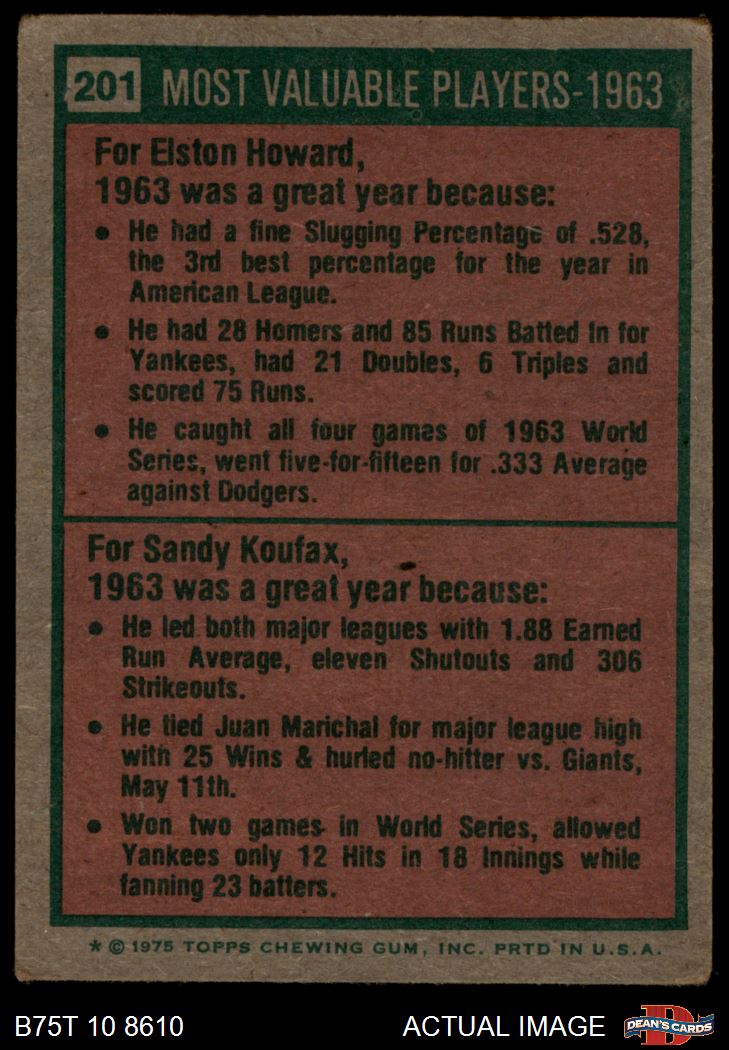 201 MOST VALUABLE PLAYERS-1963
For Elston Howard,
1963 was a great year because:
• He had a fine Slugging Percentage of .528,
the 3rd best percentage for the year in
American League.
• He had 28 Homers and 85 Runs Batted In for
Yankees, had 21 Doubles, 6 Triples and
scored 75 Runs.
• He caught all four games of 1963 World
Series, went five-for-fifteen for .333 Average
against Dodgers.
For Sandy Koufax,
1963 was a great year because:
• He led both major leagues with 1.88 Earned
Run Average, eleven Shutouts and 306
Strikeouts.
• He tied Juan Marichal for major league high
with 25 Wins & hurled no-hitter vs. Giants,
May 11th.
• Won two games in World Series, allowed
Yankees only 12 Hits in 18 Innings while
fanning 23 batters.
* © 1975 TOPPS CHEWING GUM, INC. PRTD IN U.S.A.
B75T 10 8610 ACTUAL IMAGE D DEAN'S CARDS